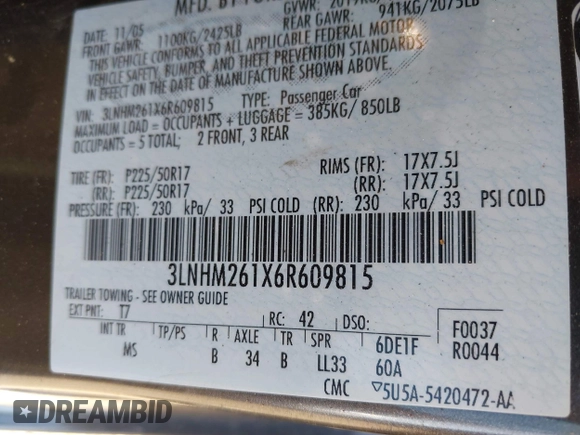 MFD. BY FO
DATE: 11/05 GVWR:
FRONT GAWR: 1100KG/2425LB REAR GAWR: 941KG/2075LB
THIS VEHICLE CONFORMS TO ALL APPLICABLE FEDERAL MOTOR
VEHICLE SAFETY, BUMPER, AND THEFT PREVENTION STANDARDS
IN EFFECT ON THE DATE OF MANUFACTURE SHOWN ABOVE.
VIN: 3LNHM261X6R609815 TYPE: Passenger Car
MAXIMUM LOAD = OCCUPANTS + LUGGAGE = 385KG/ 850LB
OCCUPANTS = 5 TOTAL; 2 FRONT, 3 REAR
TIRE (FR): P225/50R17 RIMS (FR): 17X7.5J
(RR): P225/50R17 (RR): 17X7.5J
PRESSURE (FR): 230 kPa/ 33 PSI COLD (RR): 230 kPa/ 33 PSI COLD
3LNHM261X6R609815
TRAILER TOWING - SEE OWNER GUIDE
EXT PNT: T7 RC: 42 DSO: F0037
INT TR TP/PS R AXLE TR SPR 6DE1F R0044
MS B 34 B LL33 60A
CMC ▽5U5A-5420472-AA
DREAMBID